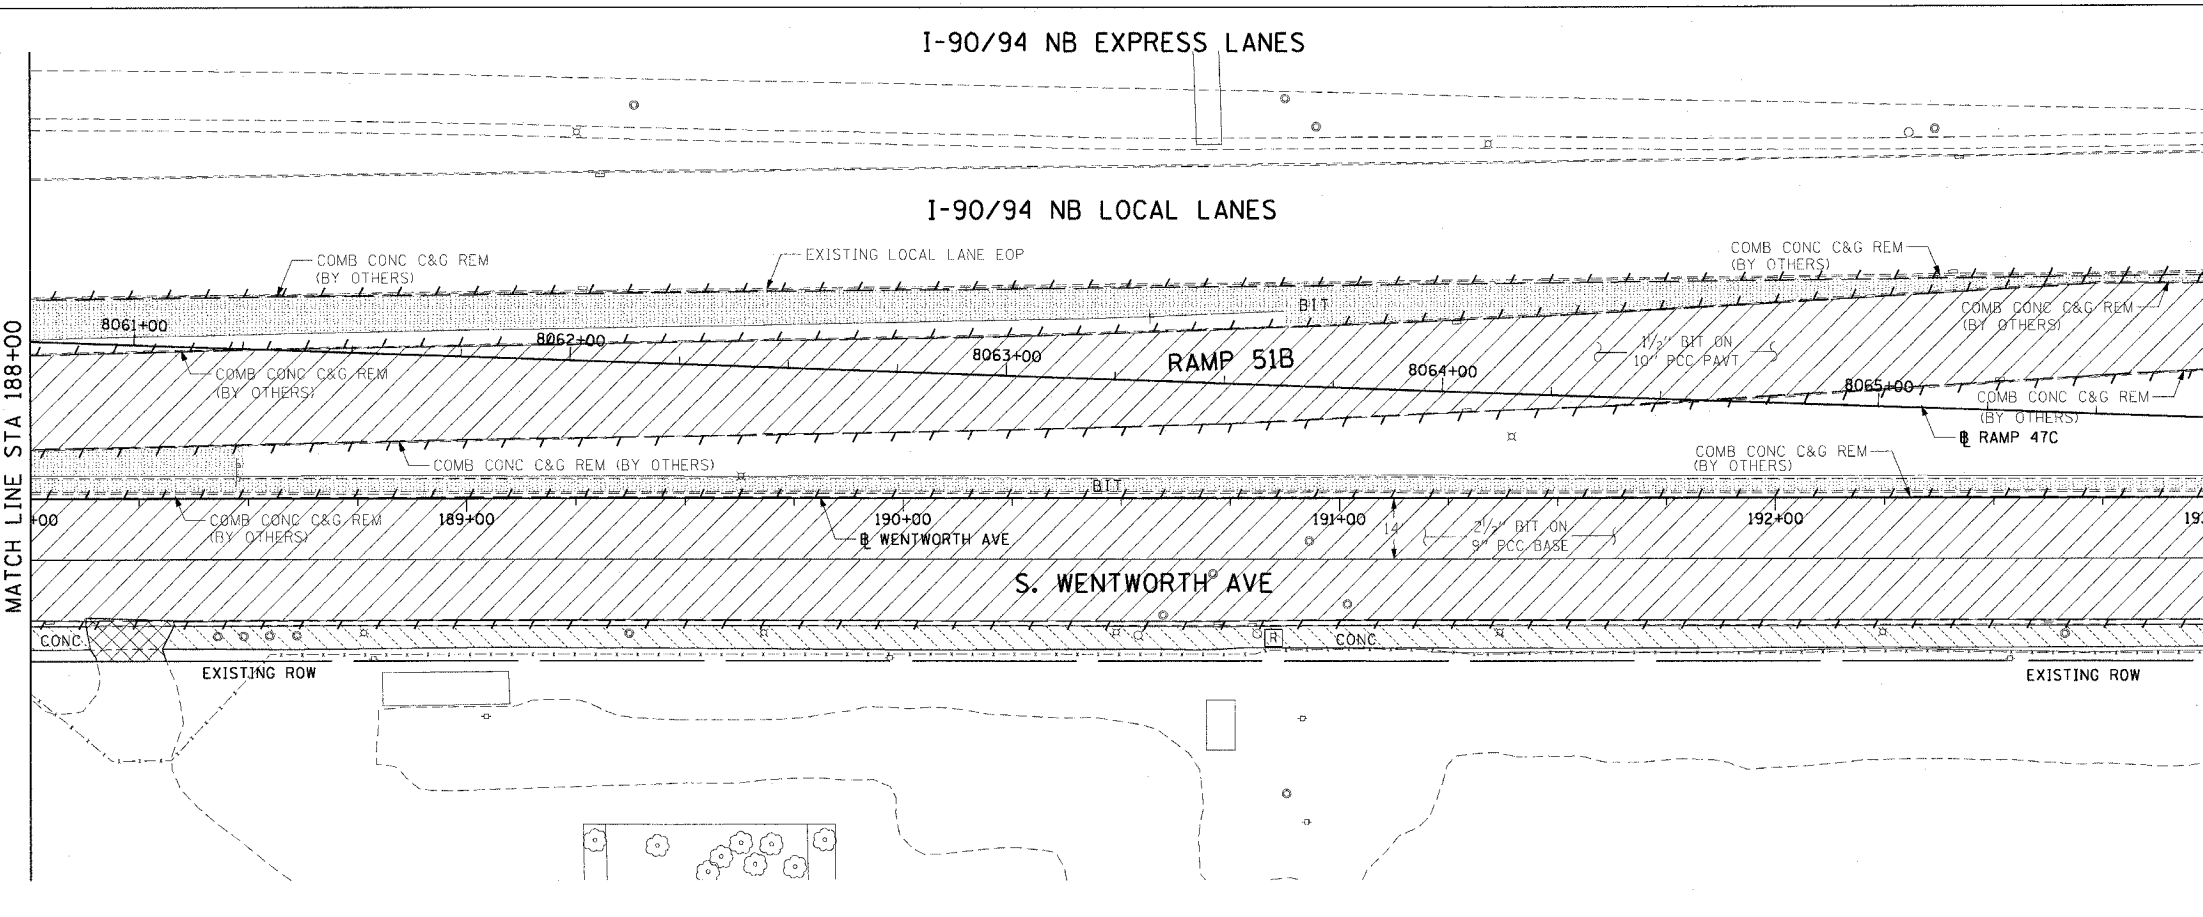 I-90/94 NB EXPRESS LANES
I-90/94 NB LOCAL LANES
COMB CONC C&G REM
(BY OTHERS)
EXISTING LOCAL LANE EOP
COMB CONC C&G REM
(BY OTHERS)
BIT
COMB CONC C&G REM
(BY OTHERS)
8061+00
8062+00
8063+00
RAMP 51B
8064+00
8065+00
1½" BIT ON
10" PCC PAVT
COMB CONC C&G REM
(BY OTHERS)
COMB CONC C&G REM
(BY OTHERS)
℄ RAMP 47C
COMB CONC C&G REM (BY OTHERS)
COMB CONC C&G REM
(BY OTHERS)
BIT
MATCH LINE STA 188+00
+00
COMB CONC C&G REM
(BY OTHERS)
189+00
190+00
191+00
192+00
193
℄ WENTWORTH AVE
14'
2½" BIT ON
9" PCC BASE
S. WENTWORTH AVE
CONC
R
CONC
EXISTING ROW
EXISTING ROW